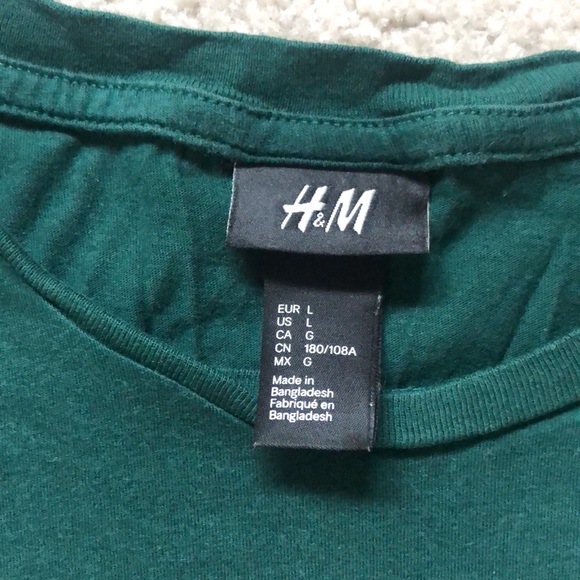 H&M
EUR L
US L
CA G
CN 180/108A
MX G
Made in
Bangladesh
Fabriqué en
Bangladesh